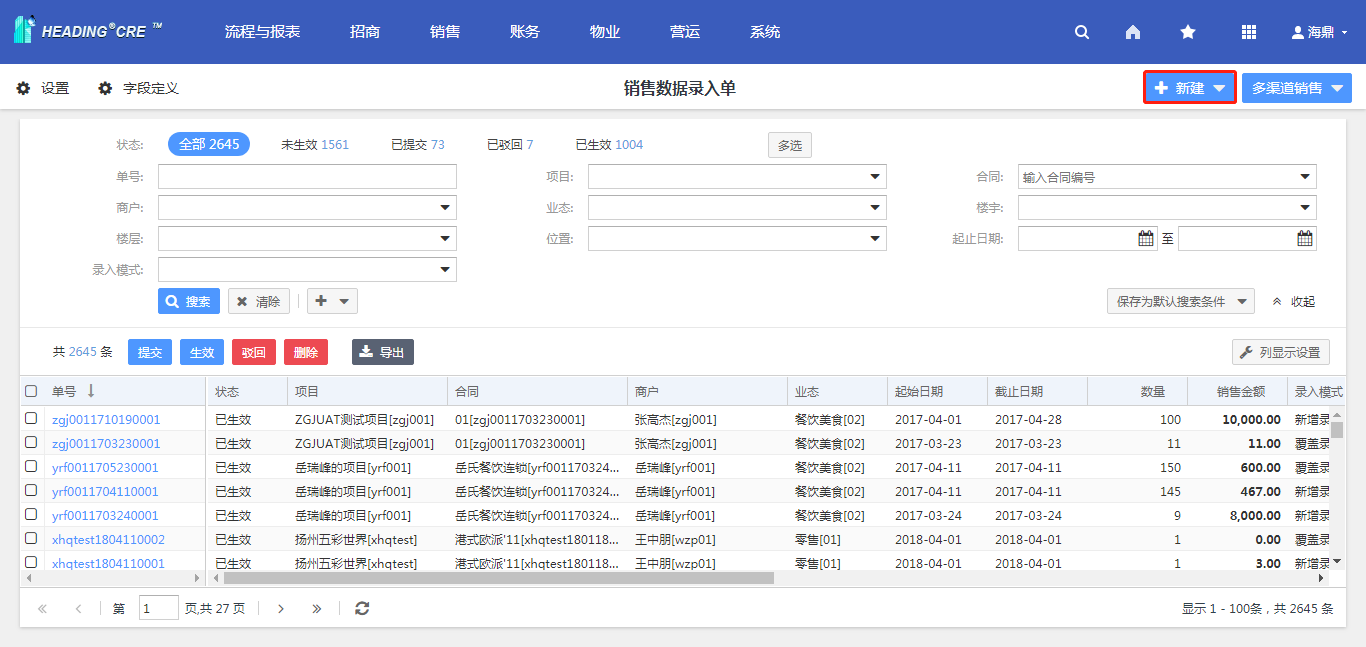 HEADING®CRE ™ 流程与报表 招商 销售 账务 物业 营运 系统 海鼎
设置 字段定义 销售数据录入单 新建 多渠道销售
状态: 全部 2645 未生效 1561 已提交 73 已驳回 7 已生效 1004 多选
单号: 项目: 合同: 输入合同编号
商户: 业态: 楼宇:
楼层: 位置: 起止日期: 至
录入模式:
搜索 清除 保存为默认搜索条件 收起
共 2645 条 提交 生效 驳回 删除 导出 列显示设置
单号 状态 项目 合同 商户 业态 起始日期 截止日期 数量 销售金额 录入模式
zgj0011710190001 已生效 ZGJUAT测试项目[zgj001] 01[zgj00117032300​01] 张高杰[zgj001] 餐饮美食[02] 2017-04-01 2017-04-28 100 10,000.00 新增录
zgj0011703230001 已生效 ZGJUAT测试项目[zgj001] 01[zgj0011703230001] 张高杰[zgj001] 餐饮美食[02] 2017-03-23 2017-03-23 11 11.00 覆盖录
yrf0011705230001 已生效 岳瑞峰的项目[yrf001] 岳氏餐饮连锁[yrf001170324... 岳瑞峰[yrf001] 餐饮美食[02] 2017-04-11 2017-04-11 150 600.00 覆盖录
yrf0011704110001 已生效 岳瑞峰的项目[yrf001] 岳氏餐饮连锁[yrf001170324... 岳瑞峰[yrf001] 餐饮美食[02] 2017-04-11 2017-04-11 145 467.00 新增录
yrf0011703240001 已生效 岳瑞峰的项目[yrf001] 岳氏餐饮连锁[yrf001170324... 岳瑞峰[yrf001] 餐饮美食[02] 2017-03-24 2017-03-24 9 8,000.00 新增录
xhqtest1804110002 已生效 扬州五彩世界[xhqtest] 港式欧派'11[xhqtest180118... 王中朋[wzp01] 零售[01] 2018-04-01 2018-04-01 1 0.00 覆盖录
xhqtest1804110001 已生效 扬州五彩世界[xhqtest] 港式欧派'11[xhqtest180118... 王中朋[wzp01] 零售[01] 2018-04-01 2018-04-01 1 3.00 新增录
第 1 页,共 27 页 显示 1 - 100条，共 2645 条